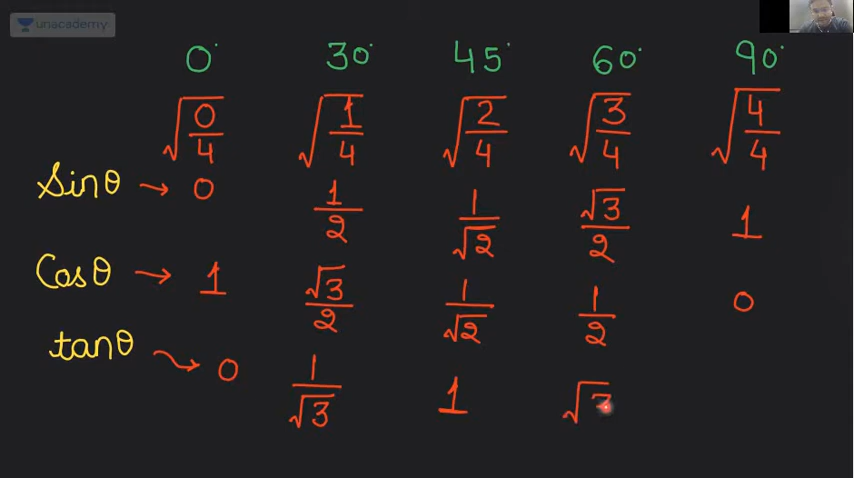 unacademy
0° 30° 45° 60° 90°
√(0/4) √(1/4) √(2/4) √(3/4) √(4/4)
Sinθ → 0 1/2 1/√2 √3/2 1
Cosθ → 1 √3/2 1/√2 1/2 0
tanθ → 0 1/√3 1 √3